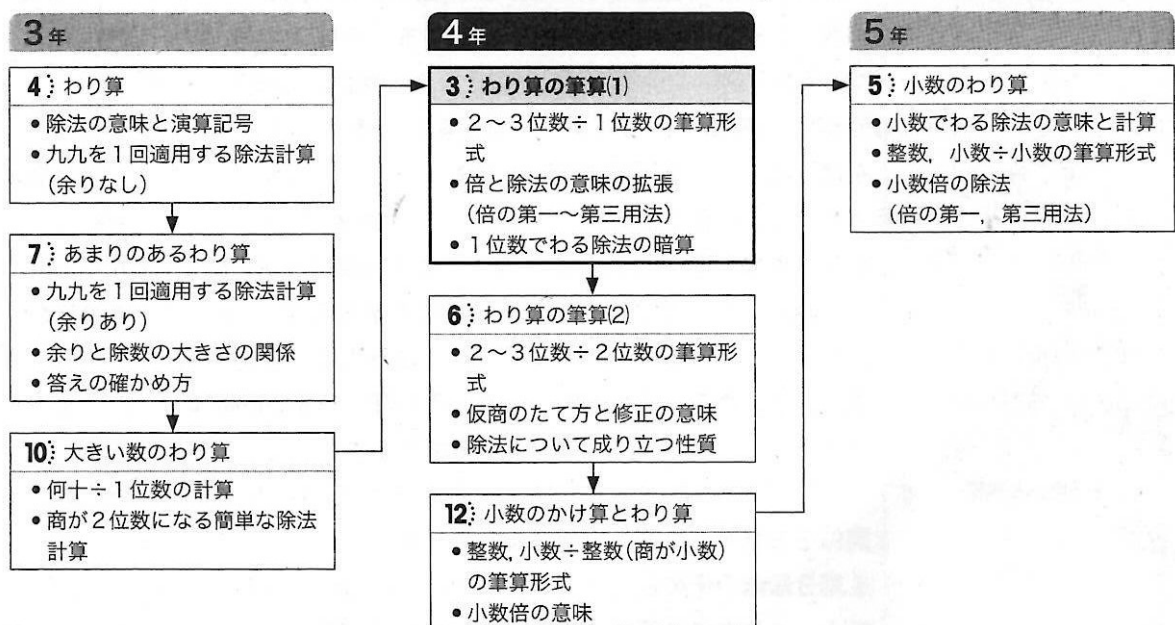 3年
4 わり算
•除法の意味と演算記号
•九九を1回適用する除法計算
(余りなし)
7 あまりのあるわり算
•九九を1回適用する除法計算
(余りあり)
•余りと除数の大きさの関係
•答えの確かめ方
10 大きい数のわり算
•何十÷1位数の計算
•商が2位数になる簡単な除法
計算
4年
3 わり算の筆算(1)
•2〜3位数÷1位数の筆算形
式
•倍と除法の意味の拡張
(倍の第一〜第三用法)
•1位数でわる除法の暗算
6 わり算の筆算(2)
•2〜3位数÷2位数の筆算形
式
•仮商のたて方と修正の意味
•除法について成り立つ性質
12 小数のかけ算とわり算
•整数,小数÷整数(商が小数)
の筆算形式
•小数倍の意味
5年
5 小数のわり算
•小数でわる除法の意味と計算
•整数,小数÷小数の筆算形式
•小数倍の除法
(倍の第一,第三用法)